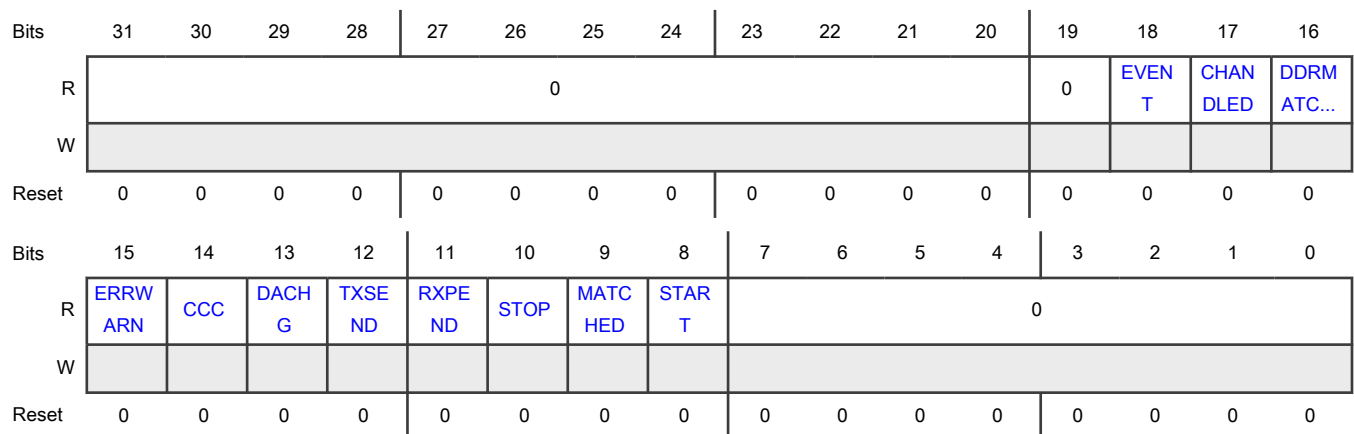 Bits 31 30 29 28 27 26 25 24 23 22 21 20 19 18 17 16
R 0 0 EVEN CHAN DDRM
T DLED ATC...
W
Reset 0 0 0 0 0 0 0 0 0 0 0 0 0 0 0 0
Bits 15 14 13 12 11 10 9 8 7 6 5 4 3 2 1 0
R ERRW CCC DACH TXSE RXPE STOP MATC STAR 0
ARN G ND ND HED T
W
Reset 0 0 0 0 0 0 0 0 0 0 0 0 0 0 0 0